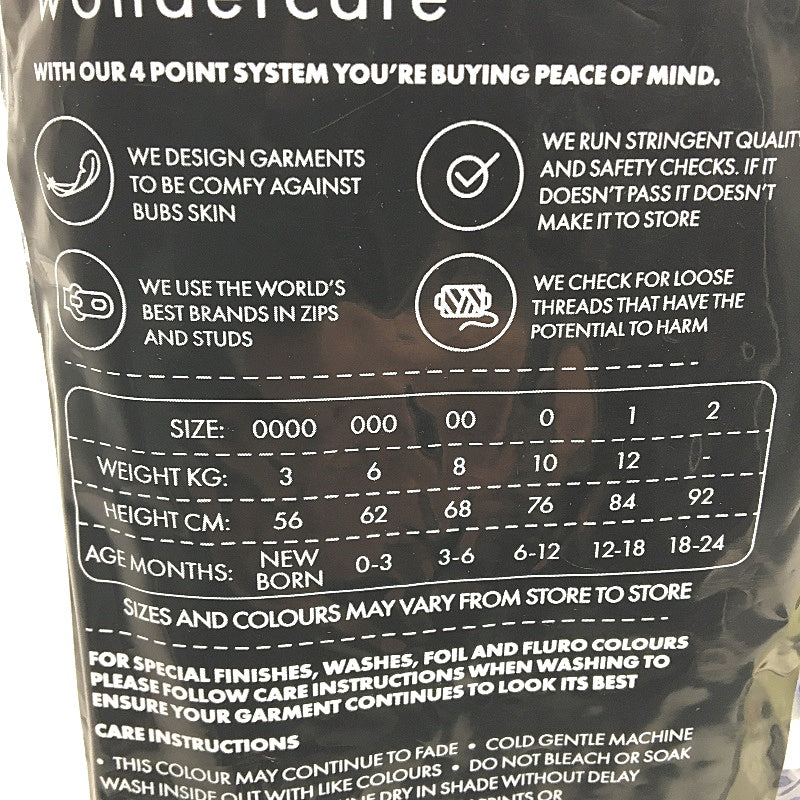 wondercare
WITH OUR 4 POINT SYSTEM YOU'RE BUYING PEACE OF MIND.
WE DESIGN GARMENTS
TO BE COMFY AGAINST
BUBS SKIN
WE RUN STRINGENT QUALITY
AND SAFETY CHECKS. IF IT
DOESN'T PASS IT DOESN'T
MAKE IT TO STORE
WE USE THE WORLD'S
BEST BRANDS IN ZIPS
AND STUDS
WE CHECK FOR LOOSE
THREADS THAT HAVE THE
POTENTIAL TO HARM
SIZE: 0000 000 00 0 1 2
WEIGHT KG: 3 6 8 10 12 -
HEIGHT CM: 56 62 68 76 84 92
AGE MONTHS: NEW BORN 0-3 3-6 6-12 12-18 18-24
SIZES AND COLOURS MAY VARY FROM STORE TO STORE
FOR SPECIAL FINISHES, WASHES, FOIL AND FLURO COLOURS
PLEASE FOLLOW CARE INSTRUCTIONS WHEN WASHING TO
ENSURE YOUR GARMENT CONTINUES TO LOOK ITS BEST
CARE INSTRUCTIONS
• THIS COLOUR MAY CONTINUE TO FADE • COLD GENTLE MACHINE
WASH INSIDE OUT WITH LIKE COLOURS • DO NOT BLEACH OR SOAK
DRY IN SHADE WITHOUT DELAY
PRINTS OR